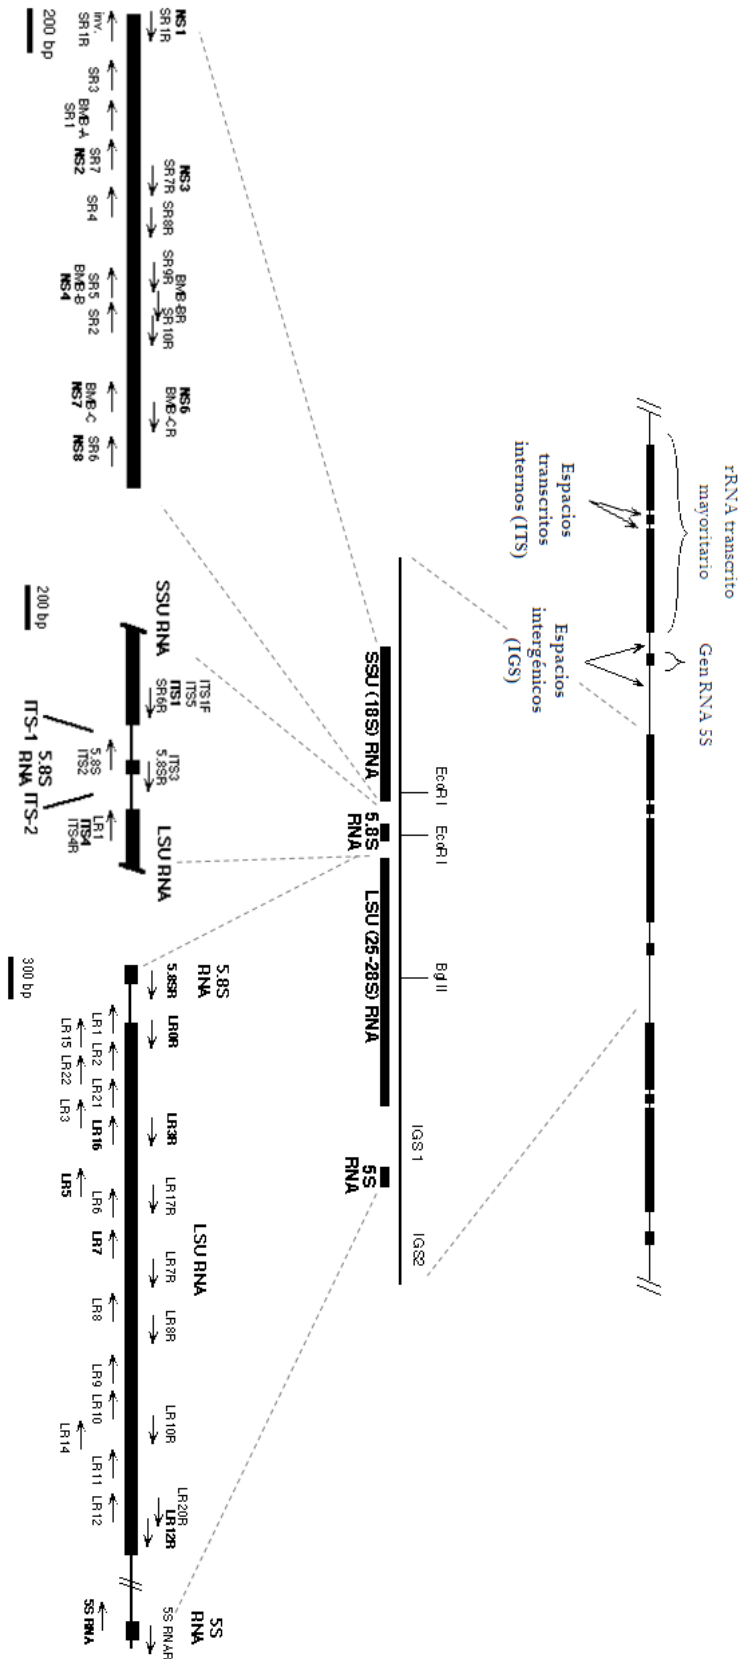 rRNA transcrito
mayoritario
Gen RNA 5S
Espacios
transcritos
internos (ITS)
Espacios
intergénicos
(IGS)
EcoRI
EcoRI
BglII
IGS 1
IGS2
SSU (18S) RNA
5.8S
RNA
LSU (25-28S) RNA
5S
RNA
NS1
SR1R
NS3
SR7R
SR8R
BMB-BR
SR9R
SR10R
NS6
BMB-CR
inv.
SR1R
SR3
BMB-A
SR1
SR7
NS2
SR4
SR5
BMB-B
NS4
SR2
BMB-C
NS7
SR6
NS8
200 bp
SSU RNA
LSU RNA
ITS1F
ITS5
ITS1
SR6R
ITS3
5.8SR
5.8S
ITS2
LR1
ITS4
ITS4R
ITS-1
5.8S
RNA
ITS-2
200 bp
5.8S
RNA
LSU RNA
5S
RNA
5.8SR
LR0R
LR3R
LR17R
LR7R
LR8R
LR10R
LR20R
LR12R
5S RNAR
LR1
LR2
LR21
LR16
LR6
LR7
LR8
LR9
LR10
LR11
LR12
5S RNA
LR15
LR22
LR3
LR5
LR14
300 bp